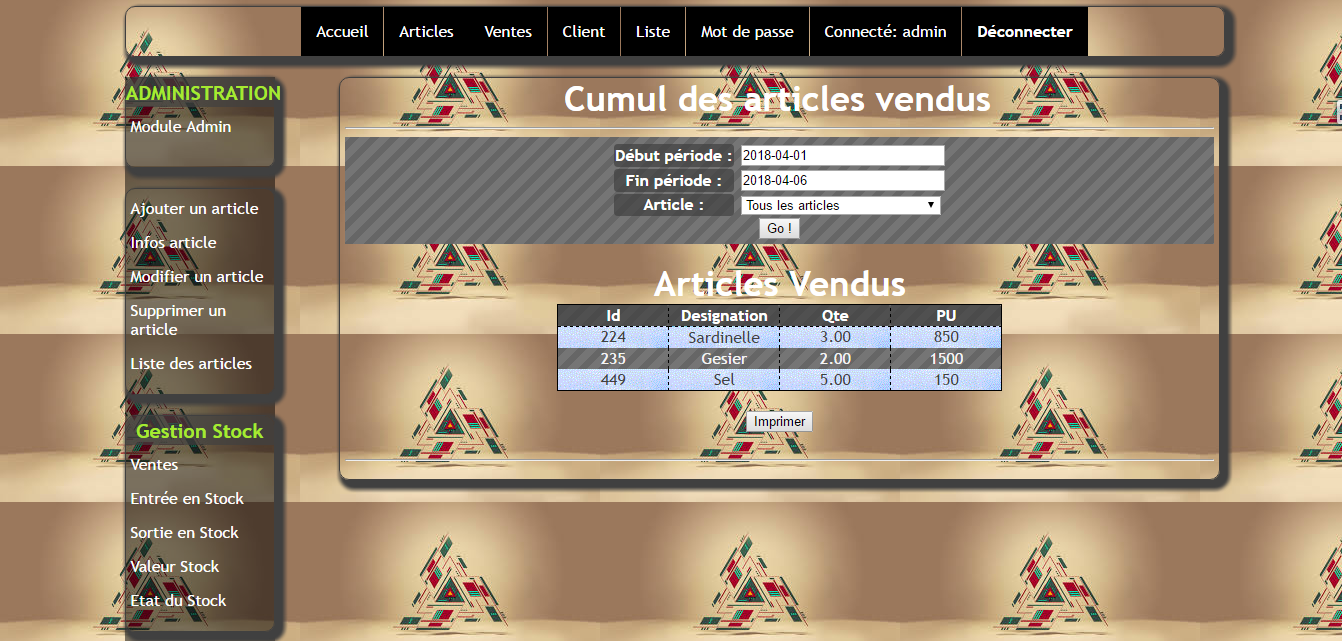 Accueil Articles Ventes Client Liste Mot de passe Connecté: admin Déconnecter
ADMINISTRATION
Module Admin
Ajouter un article
Infos article
Modifier un article
Supprimer un
article
Liste des articles
Gestion Stock
Ventes
Entrée en Stock
Sortie en Stock
Valeur Stock
Etat du Stock
Cumul des articles vendus
Début période : 2018-04-01
Fin période : 2018-04-06
Article : Tous les articles
Go !
Articles Vendus
Id Designation Qte PU
224 Sardinelle 3.00 850
235 Gesier 2.00 1500
449 Sel 5.00 150
Imprimer